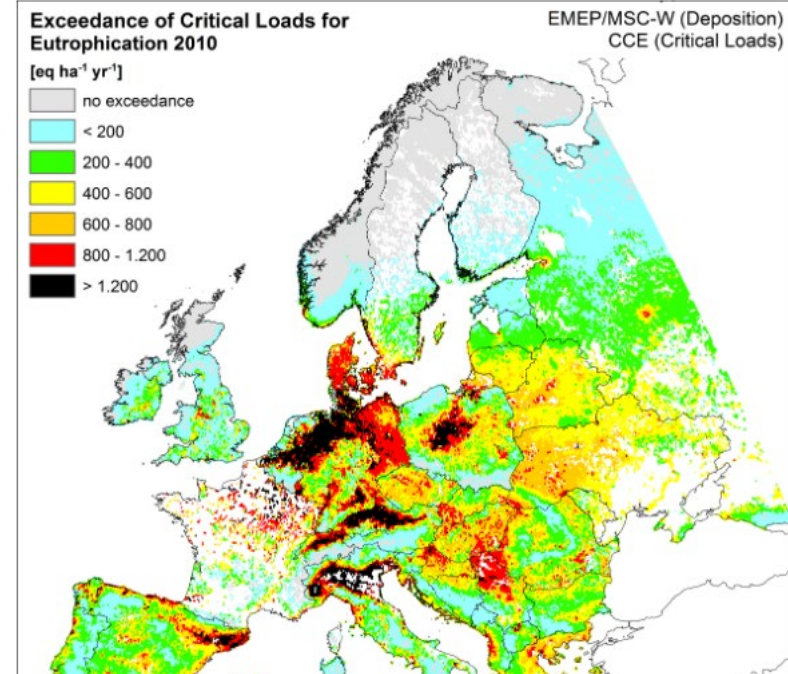 Exceedance of Critical Loads for
Eutrophication 2010
EMEP/MSC-W (Deposition)
CCE (Critical Loads)
[eq ha⁻¹ yr⁻¹]
no exceedance
< 200
200 - 400
400 - 600
600 - 800
800 - 1.200
> 1.200